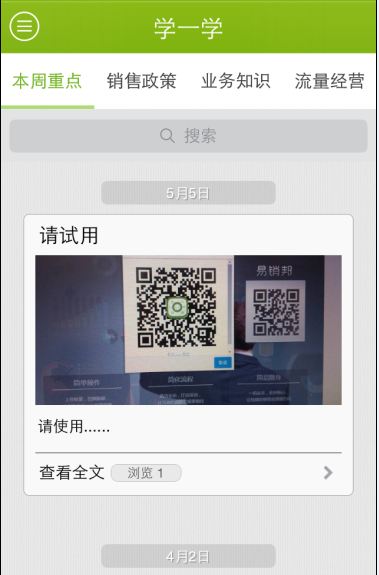 学一学
本周重点 销售政策 业务知识 流量经营
搜索
5月5日
请试用
易销邦
请使用......
查看全文 浏览 1
4月2日